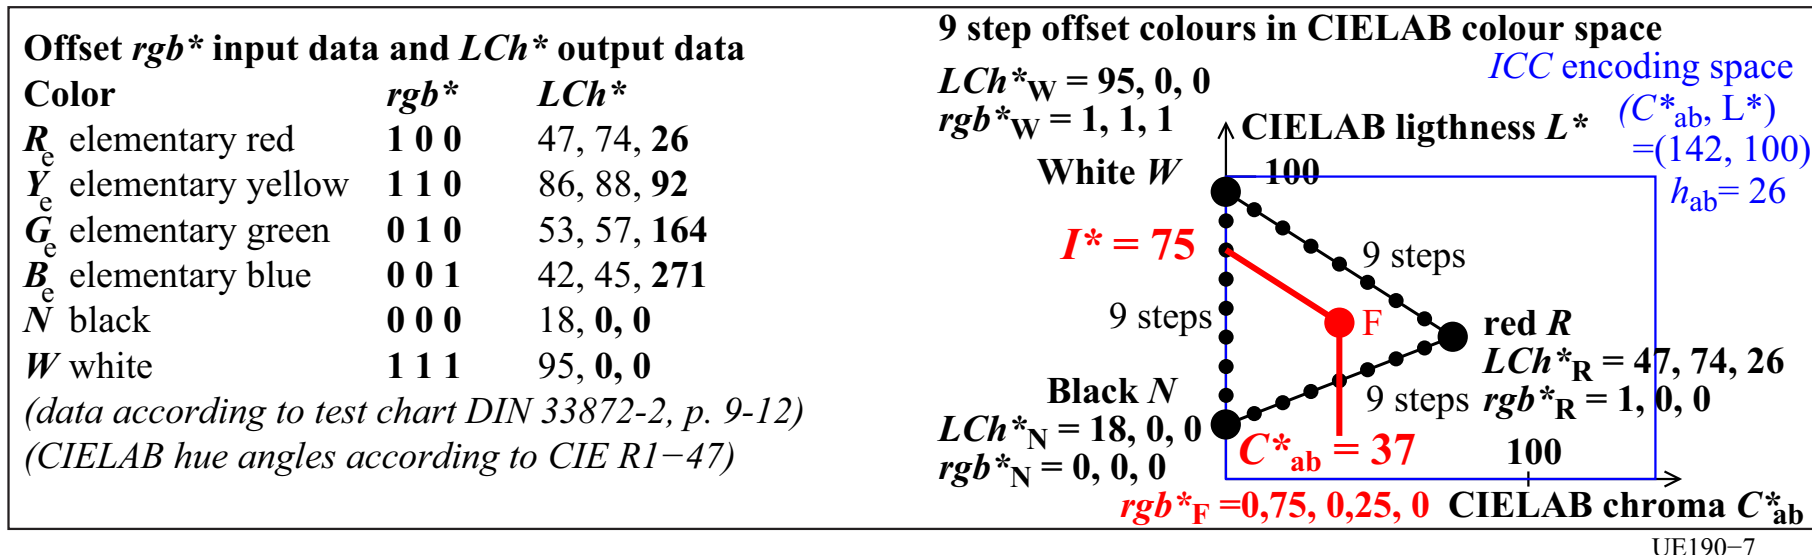 Offset rgb* input data and LCh* output data
Color rgb* LCh*
Re elementary red 1 0 0 47, 74, 26
Ye elementary yellow 1 1 0 86, 88, 92
Ge elementary green 0 1 0 53, 57, 164
Be elementary blue 0 0 1 42, 45, 271
N black 0 0 0 18, 0, 0
W white 1 1 1 95, 0, 0
(data according to test chart DIN 33872-2, p. 9-12)
(CIELAB hue angles according to CIE R1−47)
9 step offset colours in CIELAB colour space
LCh*W = 95, 0, 0
rgb*W = 1, 1, 1
ICC encoding space
(C*ab, L*)
=(142, 100)
hab= 26
CIELAB ligthness L*
White W
100
I* = 75
9 steps
9 steps
F
red R
LCh*R = 47, 74, 26
rgb*R = 1, 0, 0
9 steps
Black N
LCh*N = 18, 0, 0
rgb*N = 0, 0, 0
C*ab = 37
100
rgb*F =0,75, 0,25, 0
CIELAB chroma C*ab
UE190−7